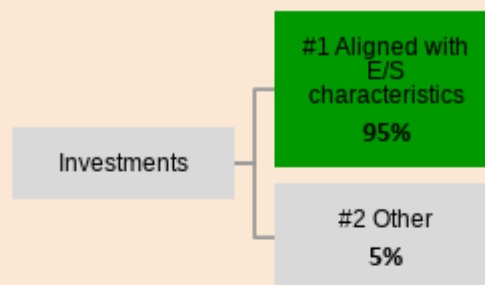 #1 Aligned with
E/S
characteristics
95%
Investments
#2 Other
5%